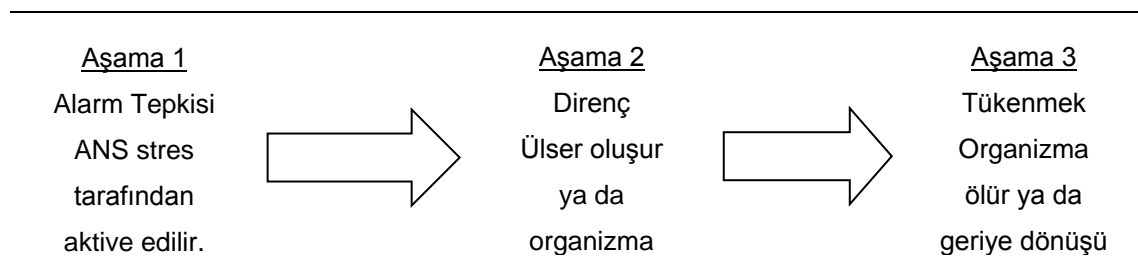 Aşama 1
Alarm Tepkisi
ANS stres
tarafından
aktive edilir.
Aşama 2
Direnç
Ülser oluşur
ya da
organizma
Aşama 3
Tükenmek
Organizma
ölür ya da
geriye dönüşü